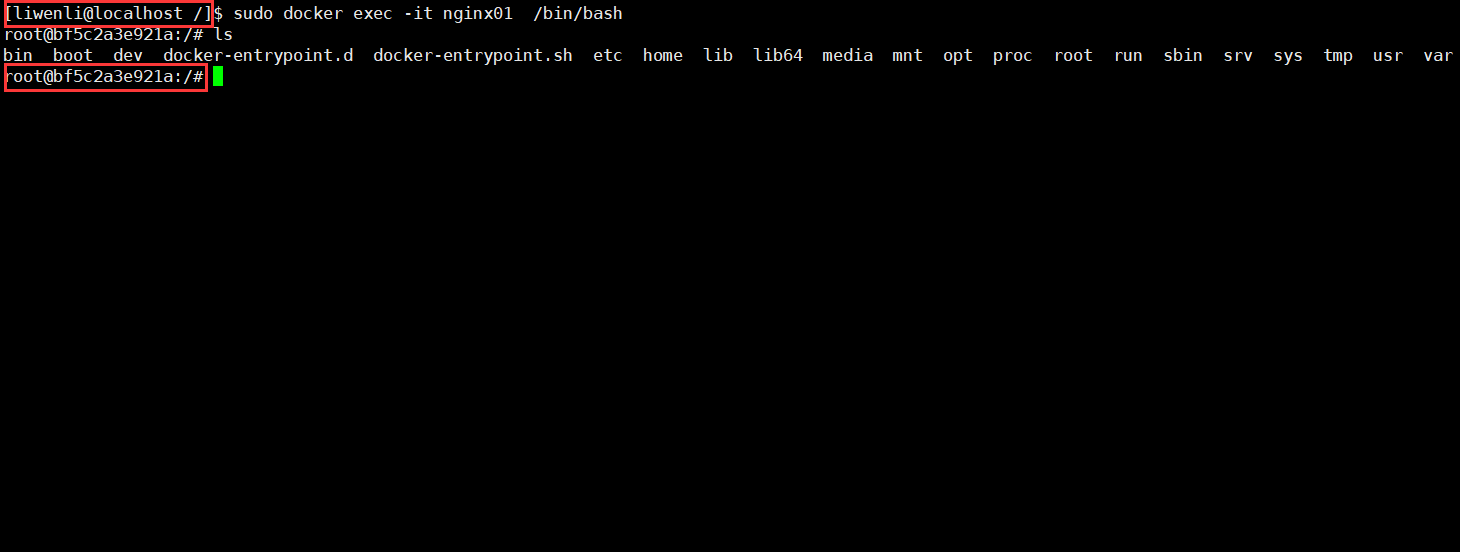 [liwenli@localhost /]$ sudo docker exec -it nginx01  /bin/bash
root@bf5c2a3e921a:/# ls
bin  boot  dev  docker-entrypoint.d  docker-entrypoint.sh  etc  home  lib  lib64  media  mnt  opt  proc  root  run  sbin  srv  sys  tmp  usr  var
root@bf5c2a3e921a:/#